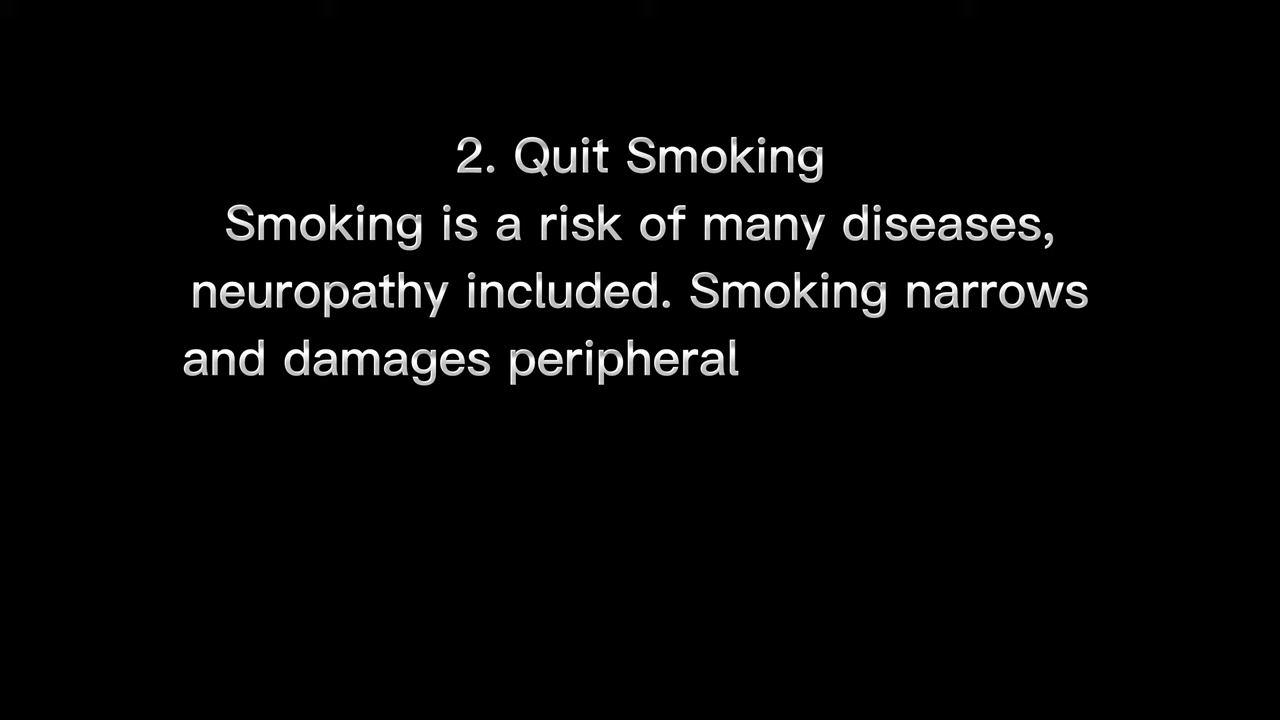 2. Quit Smoking
Smoking is a risk of many diseases,
neuropathy included. Smoking narrows
and damages peripheral